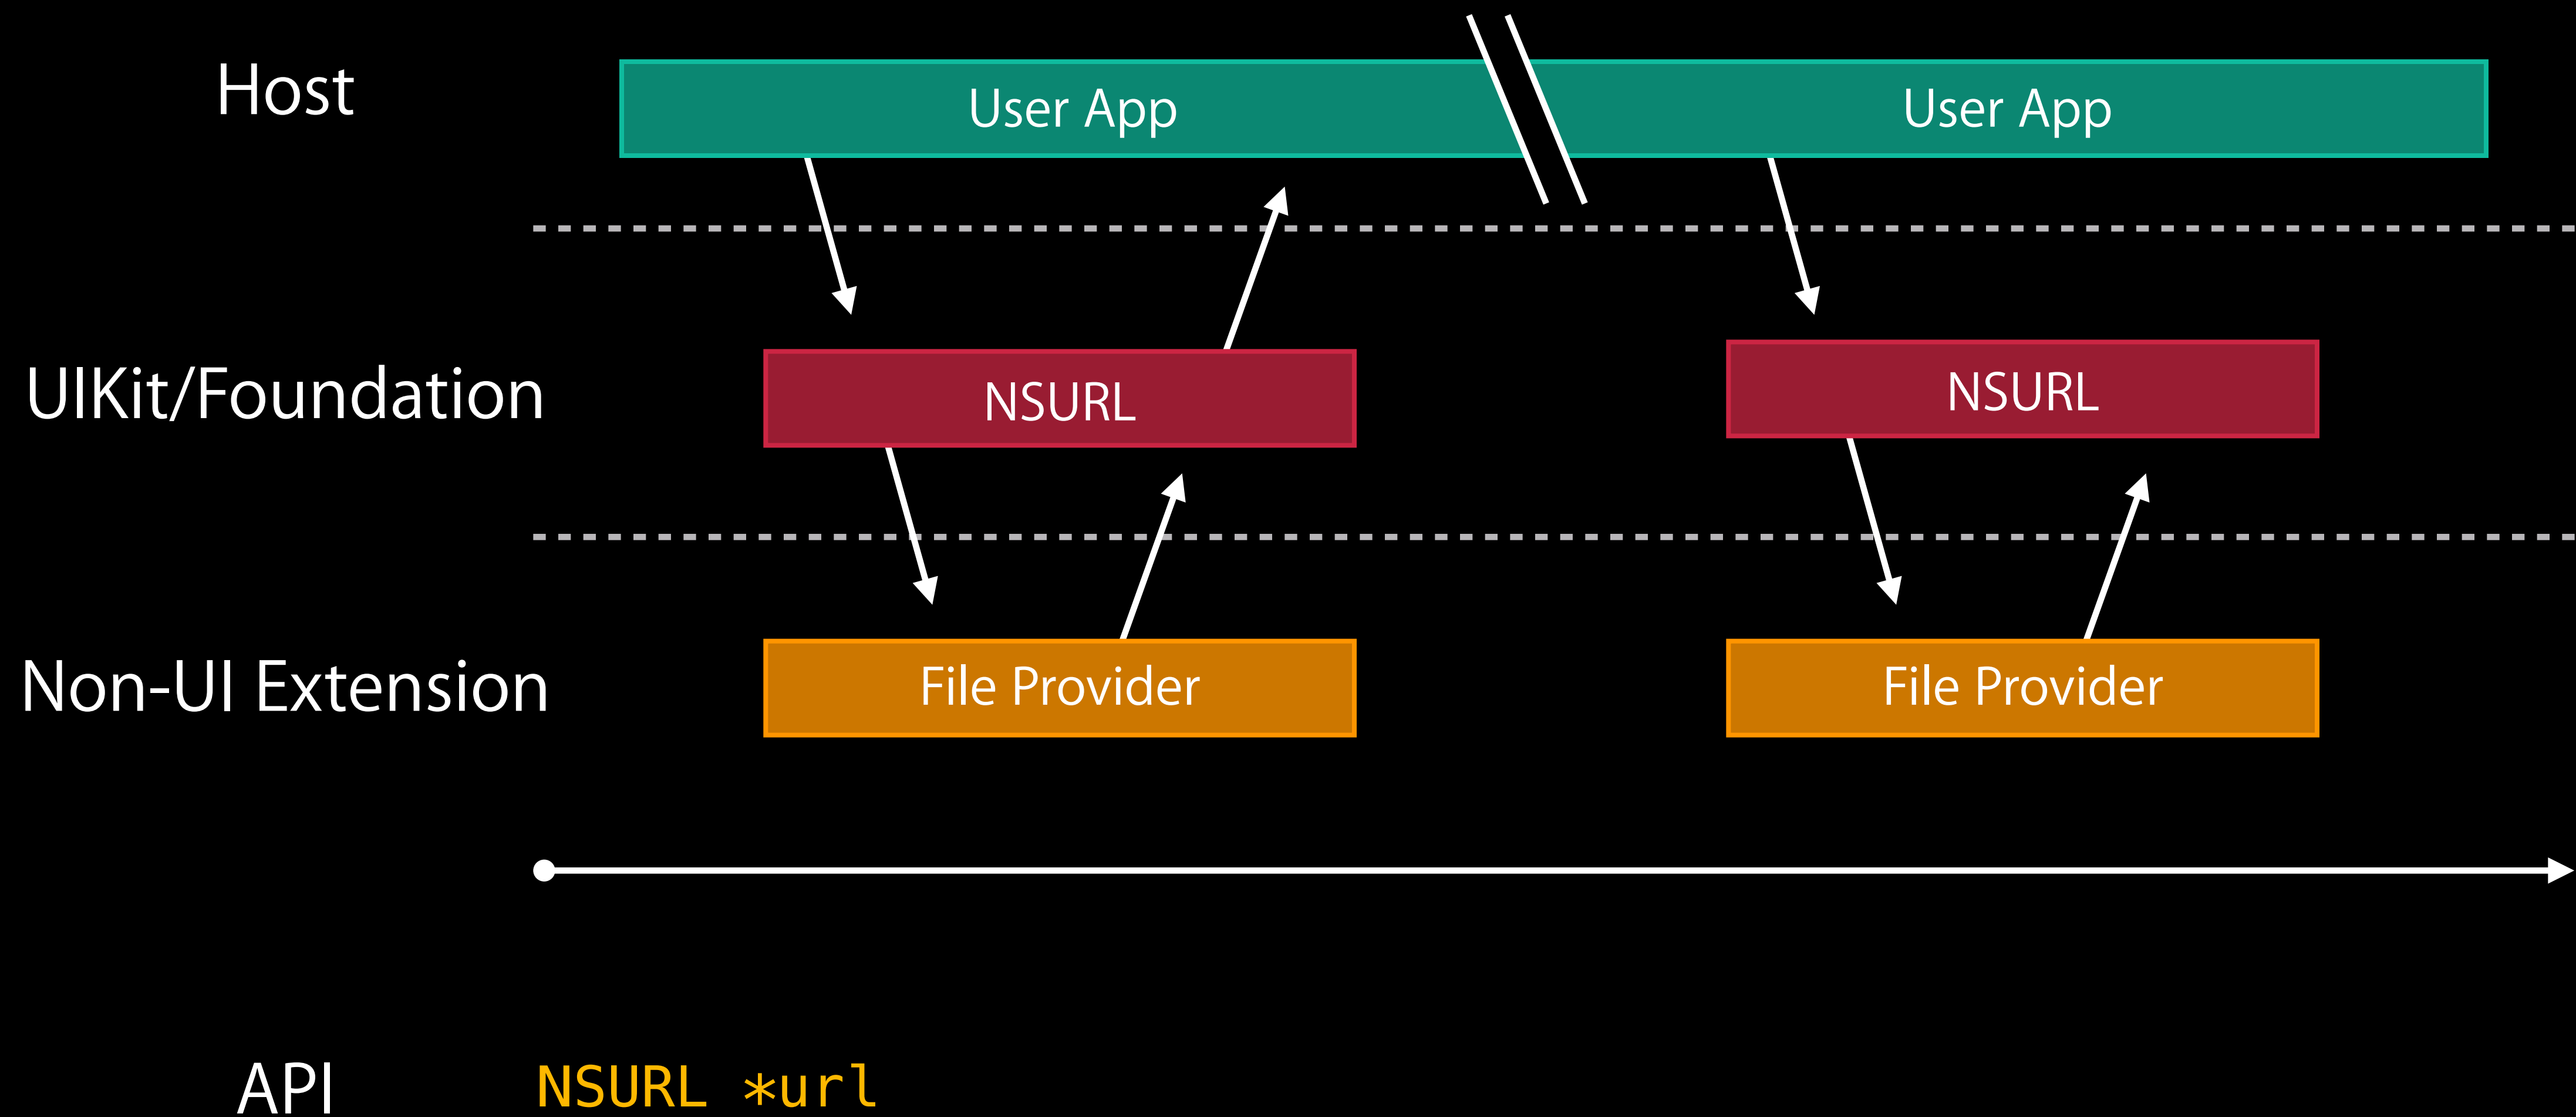 Host
User App
User App
UIKit/Foundation
NSURL
NSURL
Non-UI Extension
File Provider
File Provider
API
NSURL *url